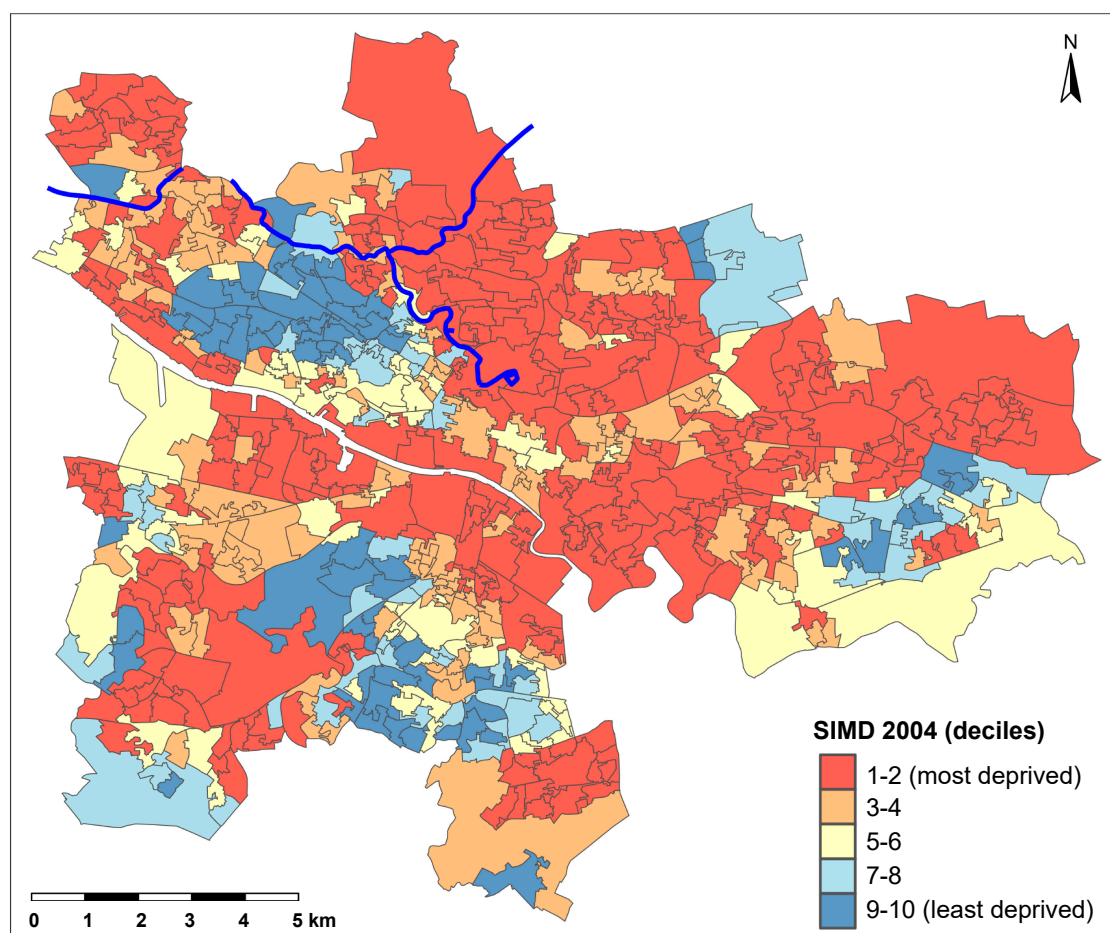 N
SIMD 2004 (deciles)
1-2 (most deprived)
3-4
5-6
7-8
9-10 (least deprived)
0 1 2 3 4 5 km